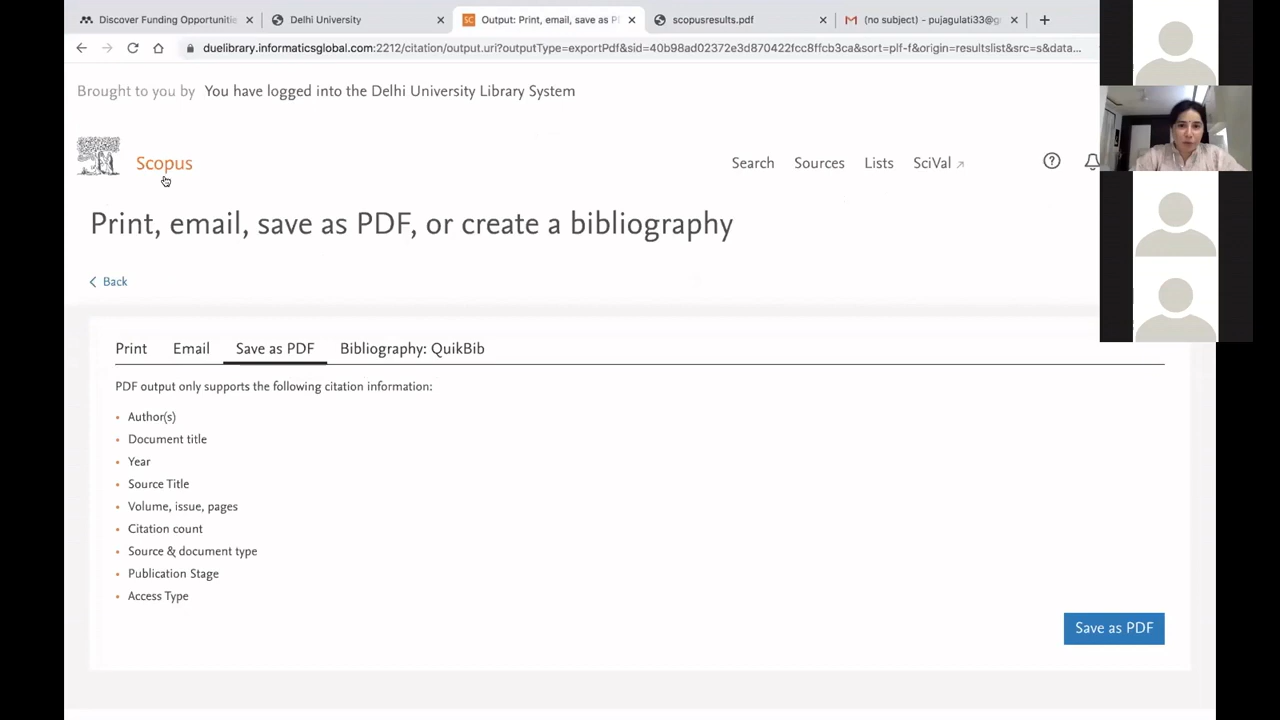 Discover Funding Opportunitie
Delhi University
Output: Print, email, save as P
scopusresults.pdf
(no subject) - pujagulati33@g
duelibrary.informaticsglobal.com:2212/citation/output.uri?outputType=exportPdf&sid=40b98ad02372e3d870422fcc8ffcb3ca&sort=plf-f&origin=resultslist&src=s&data...
Brought to you by You have logged into the Delhi University Library System
Scopus
Search Sources Lists SciVal
Print, email, save as PDF, or create a bibliography
Back
Print Email Save as PDF Bibliography: QuikBib
PDF output only supports the following citation information:
Author(s)
Document title
Year
Source Title
Volume, issue, pages
Citation count
Source & document type
Publication Stage
Access Type
Save as PDF